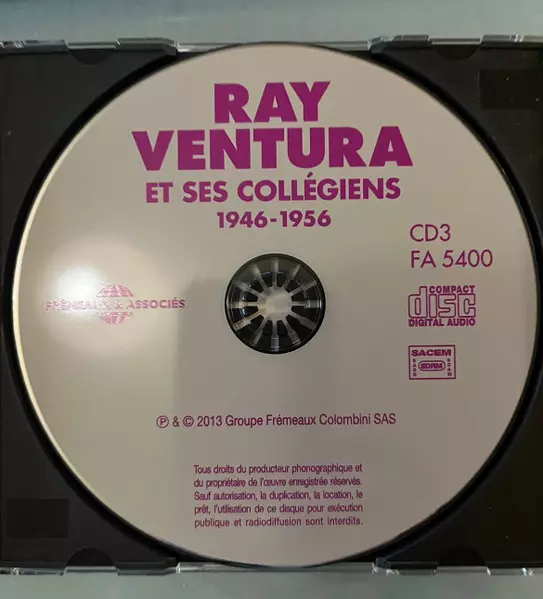 RAY
VENTURA
ET SES COLLÉGIENS
1946-1956
CD3
FA 5400
FRÉMEAUX & ASSOCIÉS
COMPACT
disc
DIGITAL AUDIO
SACEM
SDRM
℗ & © 2013 Groupe Frémeaux Colombini SAS
Tous droits du producteur phonographique et
du propriétaire de l'œuvre enregistrée réservés.
Sauf autorisation, la duplication, la location, le
prêt, l'utilisation de ce disque pour exécution
publique et radiodiffusion sont interdits.